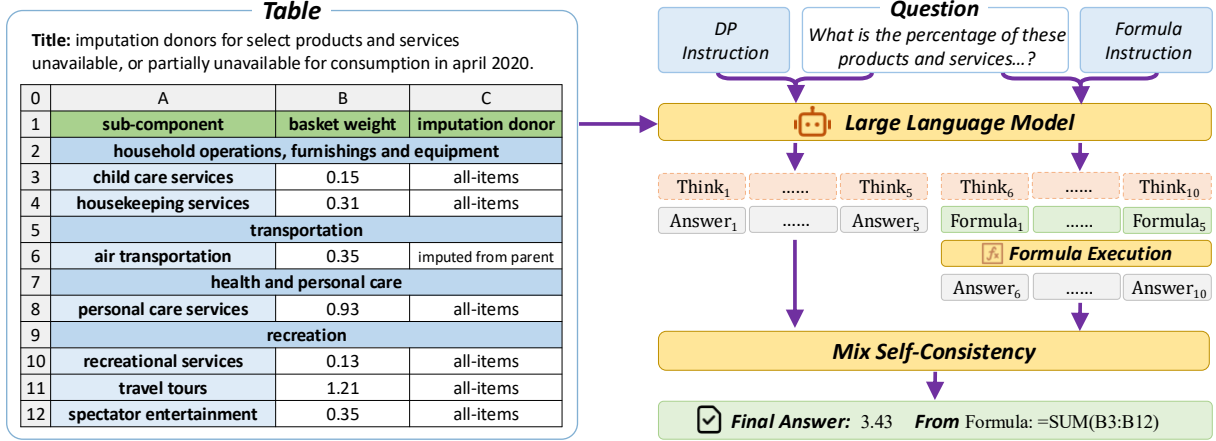 Table
Title: imputation donors for select products and services
unavailable, or partially unavailable for consumption in april 2020.
0 A B C
1 sub-component basket weight imputation donor
2 household operations, furnishings and equipment
3 child care services 0.15 all-items
4 housekeeping services 0.31 all-items
5 transportation
6 air transportation 0.35 imputed from parent
7 health and personal care
8 personal care services 0.93 all-items
9 recreation
10 recreational services 0.13 all-items
11 travel tours 1.21 all-items
12 spectator entertainment 0.35 all-items
DP
Instruction
Question
What is the percentage of these
products and services...?
Formula
Instruction
Large Language Model
Think1 ...... Think5 Think6 ...... Think10
Answer1 ...... Answer5 Formula1 ...... Formula5
fx Formula Execution
Answer6 ...... Answer10
Mix Self-Consistency
Final Answer: 3.43 From Formula: =SUM(B3:B12)